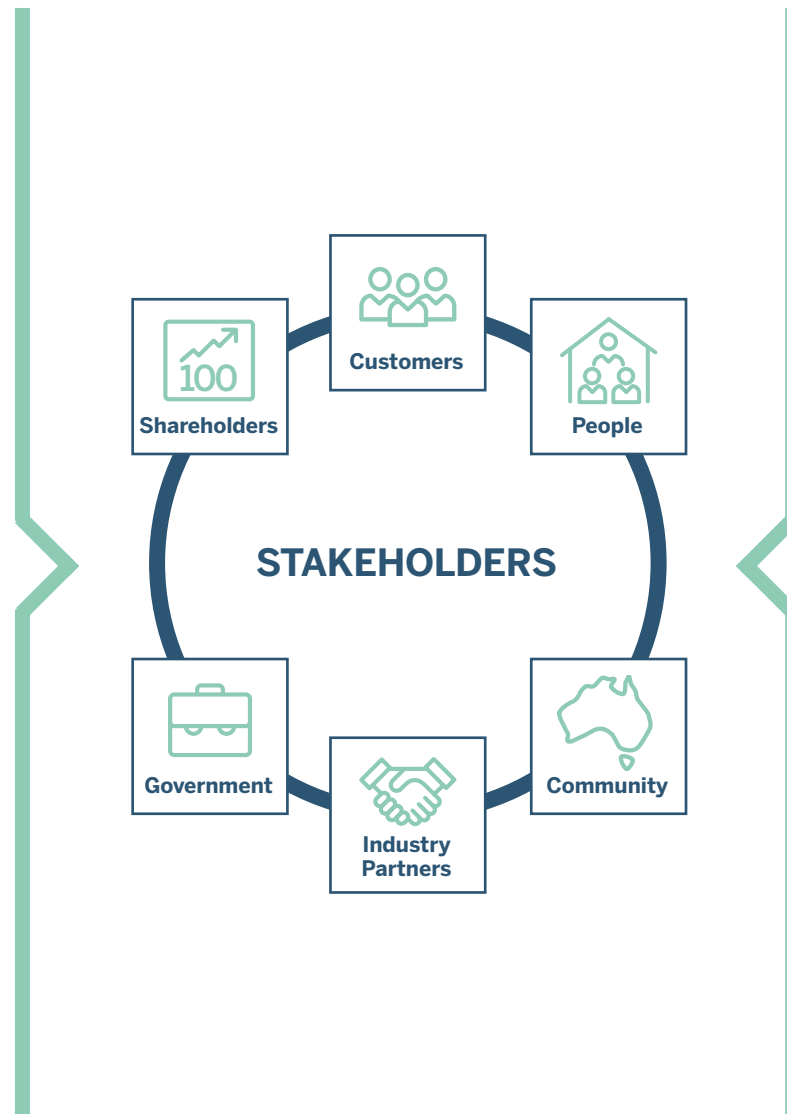 Customers
100
Shareholders
People
STAKEHOLDERS
Government
Community
Industry
Partners